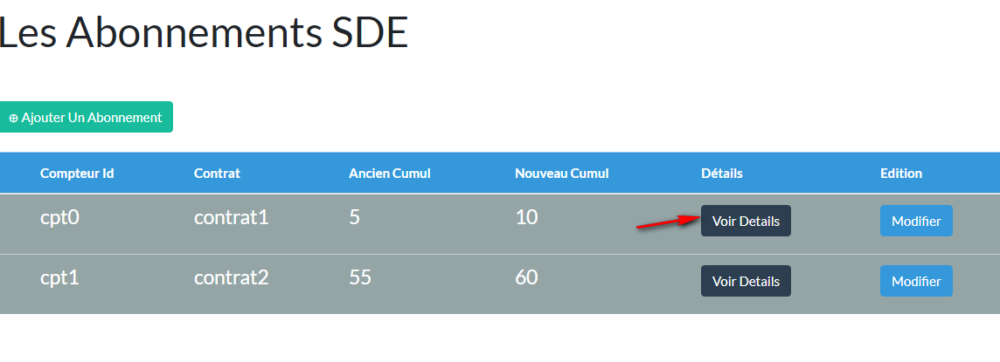 Les Abonnements SDE
⊕ Ajouter Un Abonnement
Compteur Id Contrat Ancien Cumul Nouveau Cumul Détails Edition
cpt0 contrat1 5 10 Voir Details Modifier
cpt1 contrat2 55 60 Voir Details Modifier